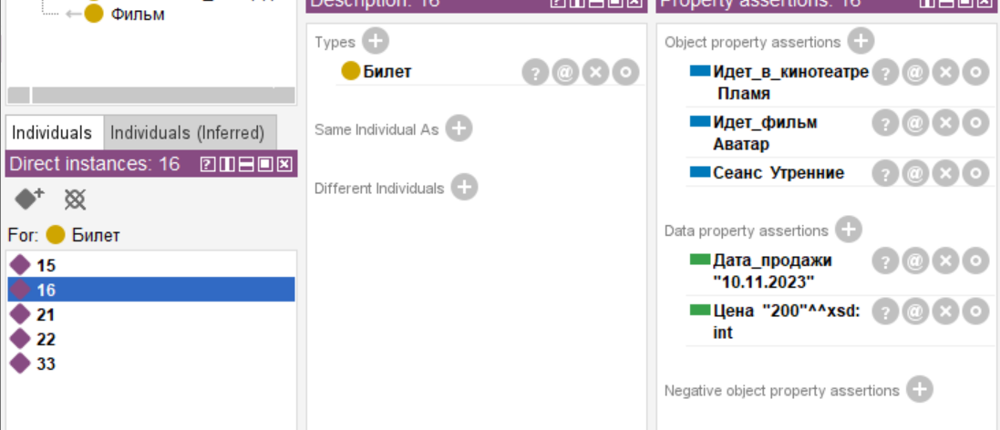 Фильм
Individuals
Individuals (Inferred)
Direct instances: 16
For: Билет
15
16
21
22
33
Description: 16
Types
Билет
Same Individual As
Different Individuals
Property assertions: 16
Object property assertions
Идет_в_кинотеатре
Пламя
Идет_фильм
Аватар
Сеанс Утренние
Data property assertions
Дата_продажи
"10.11.2023"
Цена "200"^^xsd:
int
Negative object property assertions